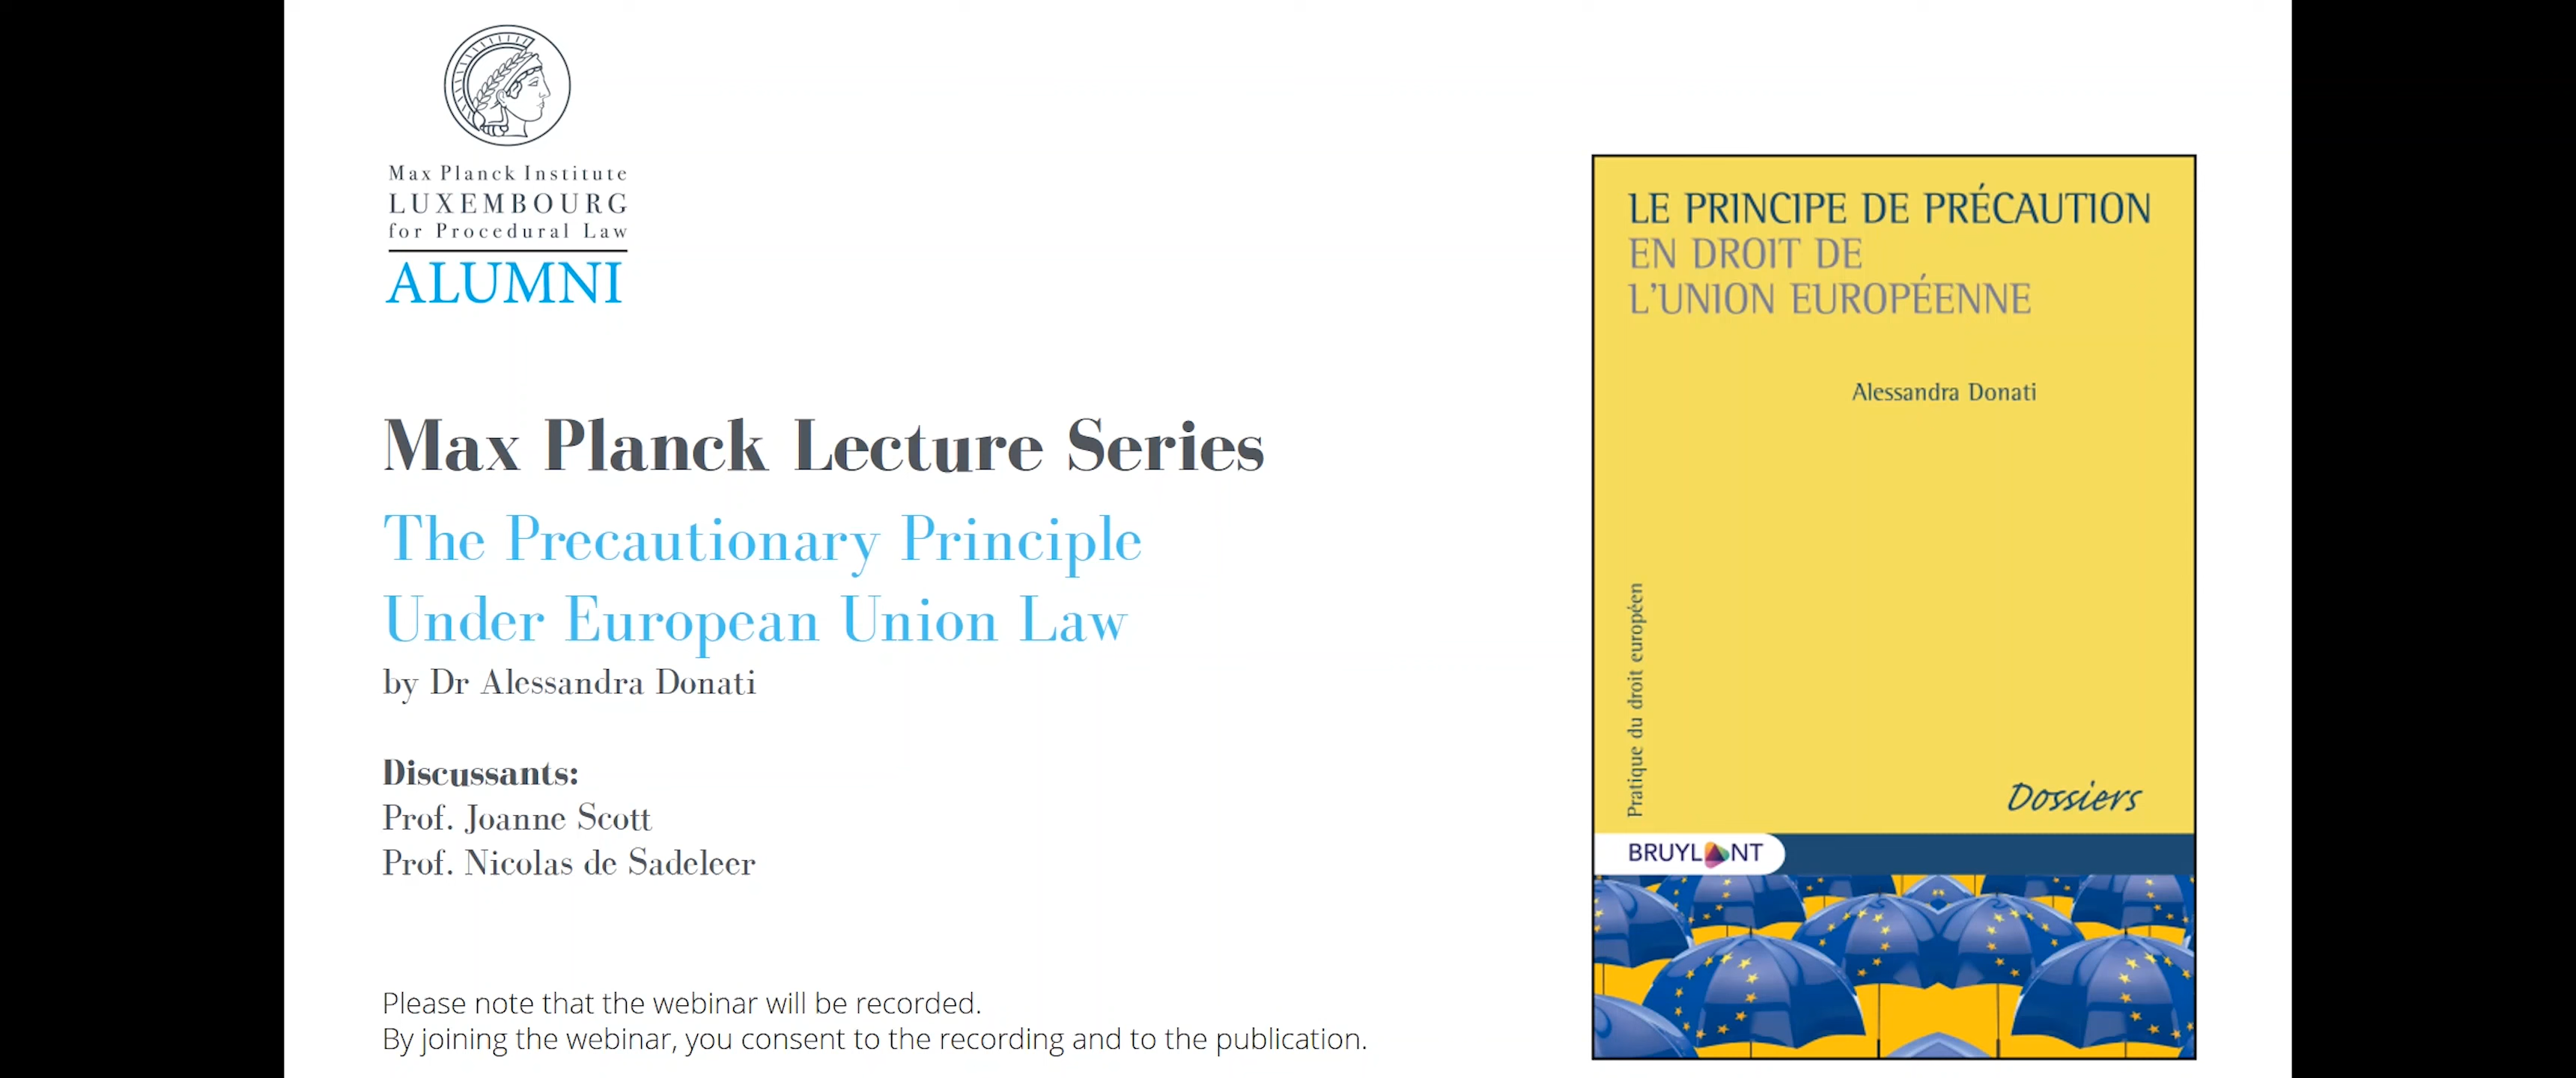 Max Planck Institute
LUXEMBOURG
for Procedural Law
ALUMNI
Max Planck Lecture Series
The Precautionary Principle
Under European Union Law
by Dr Alessandra Donati
Discussants:
Prof. Joanne Scott
Prof. Nicolas de Sadeleer
Please note that the webinar will be recorded.
By joining the webinar, you consent to the recording and to the publication.
LE PRINCIPE DE PRÉCAUTION
EN DROIT DE
L'UNION EUROPÉENNE
Alessandra Donati
Pratique du droit européen
Dossiers
BRUYLANT